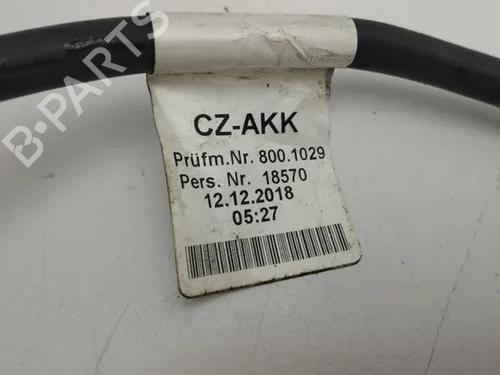 CZ-AKK
Prüfm.Nr. 800.1029
Pers. Nr. 18570
12.12.2018
05:27
B-PARTS